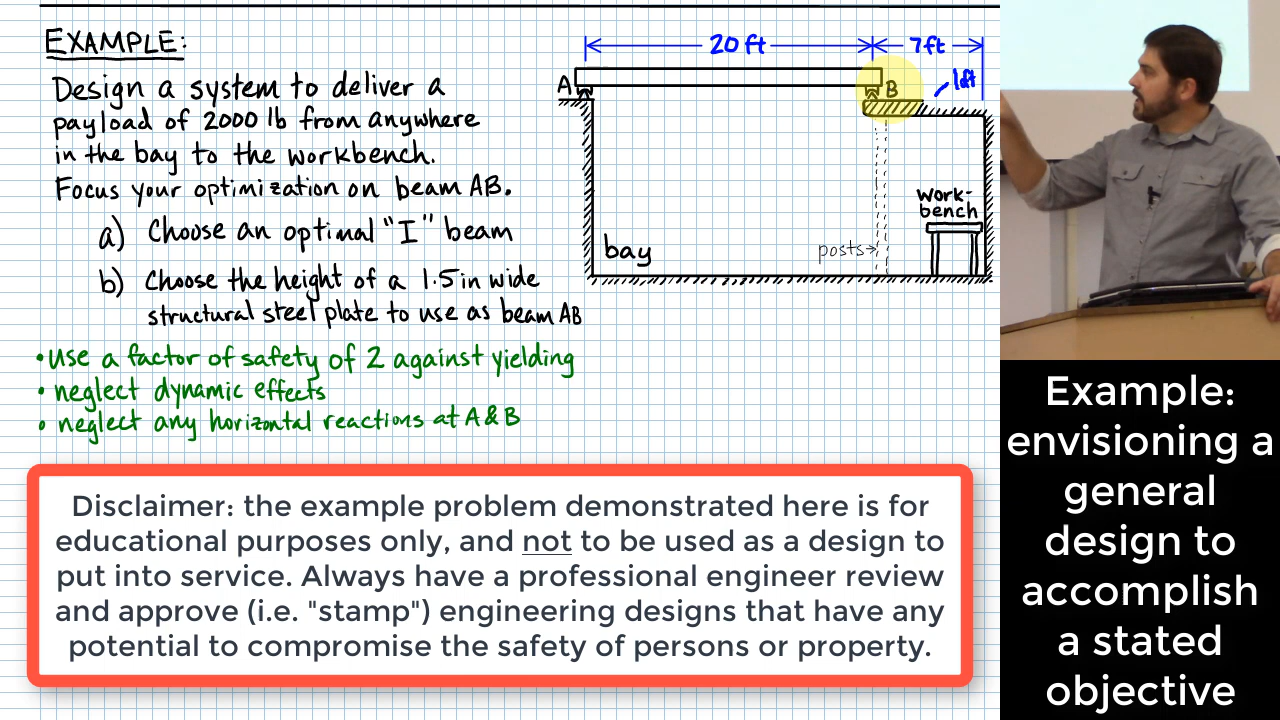 EXAMPLE:
Design a system to deliver a
payload of 2000 lb from anywhere
in the bay to the workbench.
Focus your optimization on beam AB.
a) Choose an optimal "I" beam
b) Choose the height of a 1.5 in wide
structural steel plate to use as beam AB
• use a factor of safety of 2 against yielding
• neglect dynamic effects
• neglect any horizontal reactions at A & B
20 ft
7 ft
A
B
1 ft
work-
bench
posts
bay
Disclaimer: the example problem demonstrated here is for
educational purposes only, and not to be used as a design to
put into service. Always have a professional engineer review
and approve (i.e. "stamp") engineering designs that have any
potential to compromise the safety of persons or property.
Example:
envisioning a
general
design to
accomplish
a stated
objective